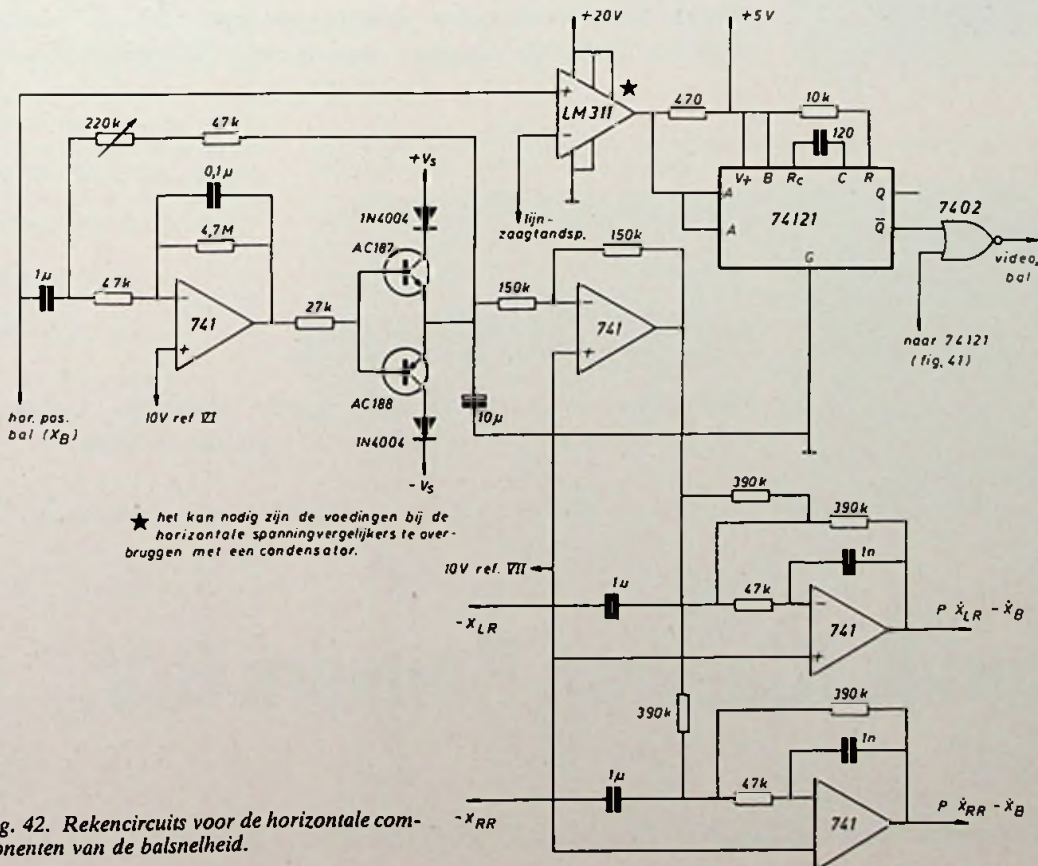 +20V
+5V
★
+
−
LM311
470
10k
120
220k
47k
+Vs
V+ B Rc C R
A
A
Q
Q̅
74121
G
7402
video, bal
naar 74121
(fig, 41)
0,1µ
1N4004
lijn-
zaagtandsp.
4,7M
AC187
150k
1µ
47k
−
741
+
27k
150k
−
741
+
AC188
10µ
hor. pos.
bal (XB)
10V ref VI
1N4004
−Vs
★ het kan nodig zijn de voedingen bij de
horizontale spanningvergelijkers te over-
bruggen met een condensator.
390k
390k
10V ref. VII
1µ
1n
47k
−
741
+
−XLR
P ẊLR − ẊB
390k
390k
1n
1µ
47k
741
−XRR
P ẊRR − ẊB
g. 42. Rekencircuits voor de horizontale com-
onenten van de balsnelheid.